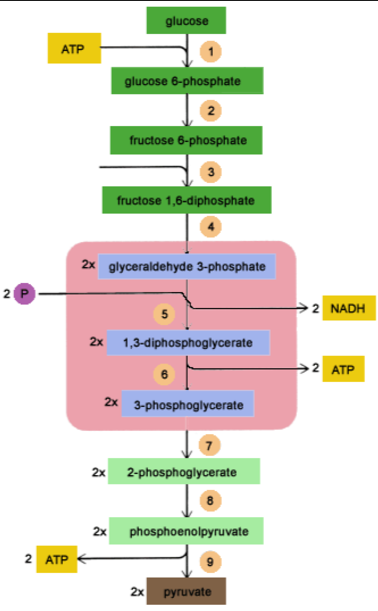 glucose
ATP
1
glucose 6-phosphate
2
fructose 6-phosphate
3
fructose 1,6-diphosphate
4
2x glyceraldehyde 3-phosphate
2 P
2 NADH
5
2x 1,3-diphosphoglycerate
6
2 ATP
2x 3-phosphoglycerate
7
2x 2-phosphoglycerate
8
2x phosphoenolpyruvate
2 ATP
9
2x pyruvate